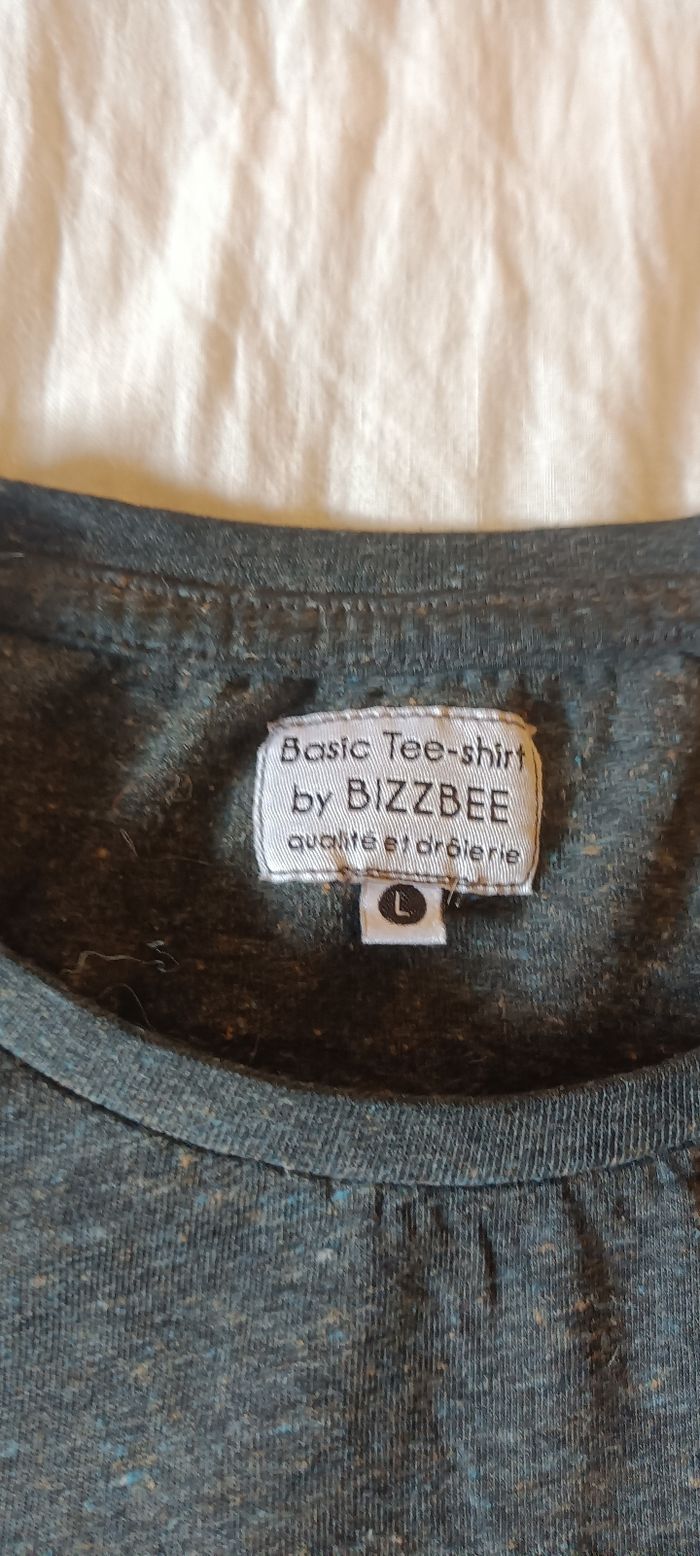 Basic Tee-shirt
by BIZZBEE
qualité et drôlerie
L